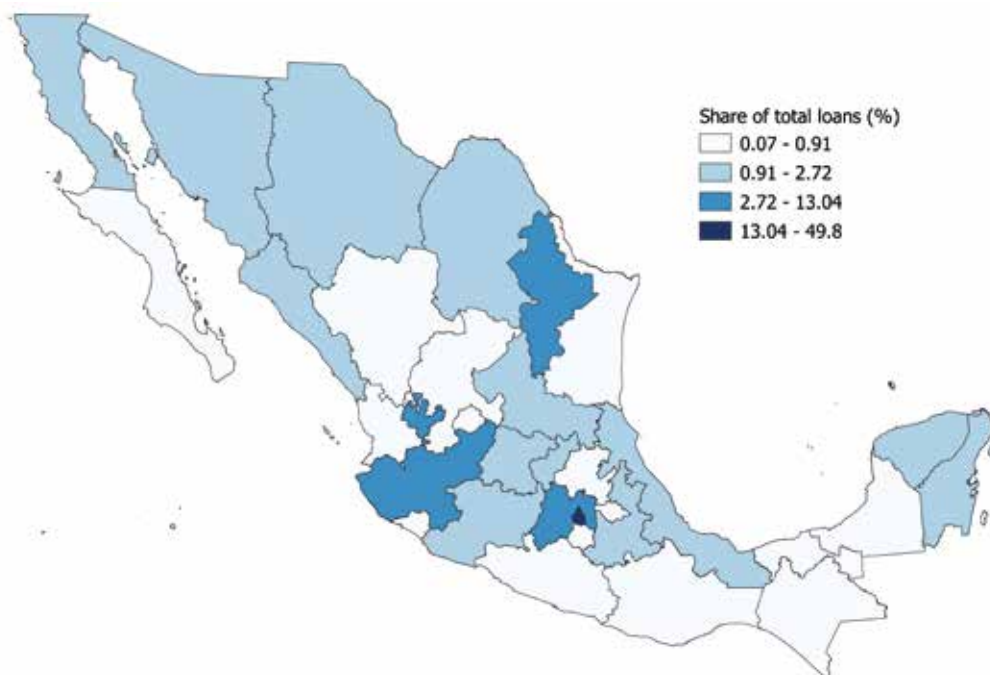 Share of total loans (%)
0.07 - 0.91
0.91 - 2.72
2.72 - 13.04
13.04 - 49.8